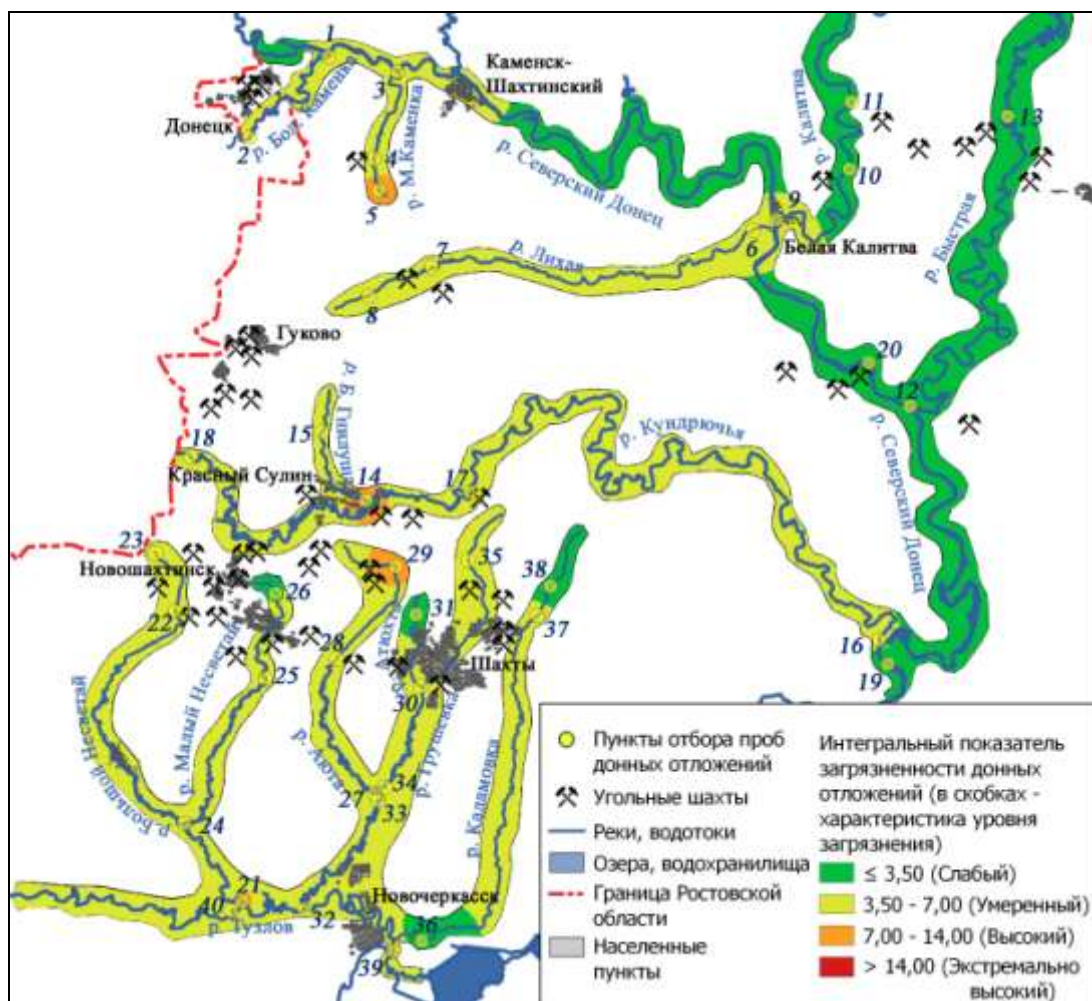 1
Каменск-
Шахтинский
3
Донецк
2
р. Бол. Каменка
4
р. М.Каменка
5
р. Северский Донец
р. Калитва
11
13
10
9
Белая Калитва
р. Быстрая
6
р. Лихая
7
8
Гуково
20
12
15
18
р. Кундрючья
Красный Сулин
14
17
р. Северский
Донец
23
Новошахтинск
29
35
38
26
31
37
22
28
р. Атюхта
Шахты
16
25
19
30
р. Малый Несветай
р. Большой Несветай
р. Грушевка
р. Кадамовка
34
27
33
24
21
40
Новочеркасск
32
36
р. Тузлов
39
Пункты отбора проб
донных отложений
Угольные шахты
Реки, водотоки
Озера, водохранилища
Граница Ростовской
области
Населенные
пункты
Интегральный показатель
загрязненности донных
отложений (в скобках -
характеристика уровня
загрязнения)
≤ 3,50 (Слабый)
3,50 - 7,00 (Умеренный)
7,00 - 14,00 (Высокий)
> 14,00 (Экстремально
высокий)